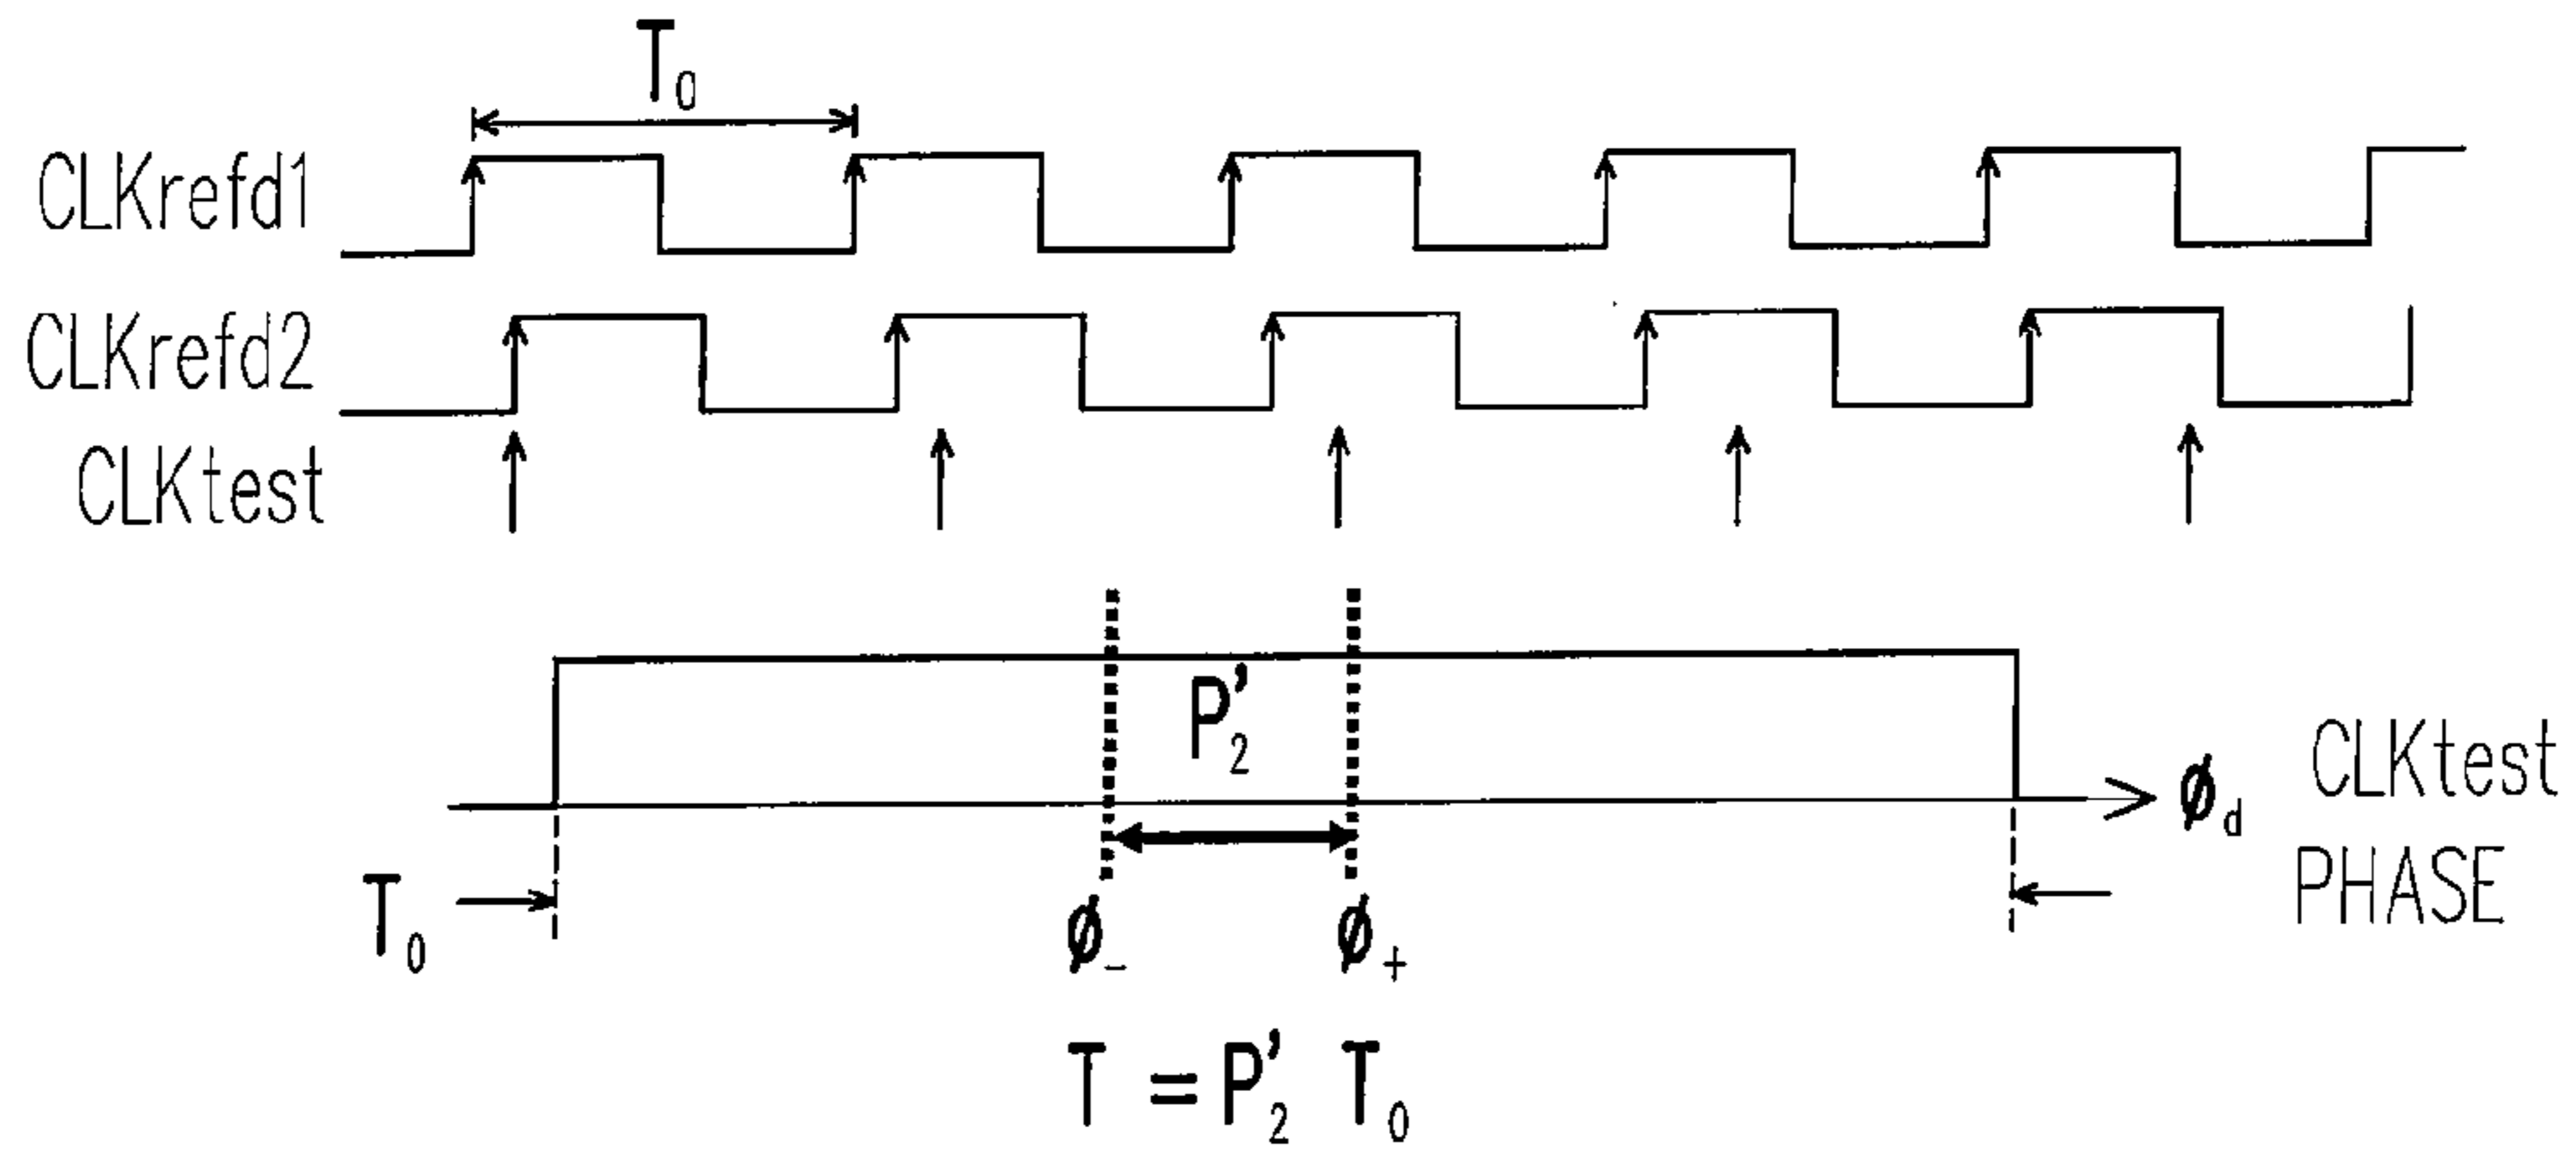 T₀
CLKrefd1
CLKrefd2
CLKtest
P'₂
CLKtest
ϕd
PHASE
T₀
ϕ₋ ϕ₊
T = P'₂ T₀